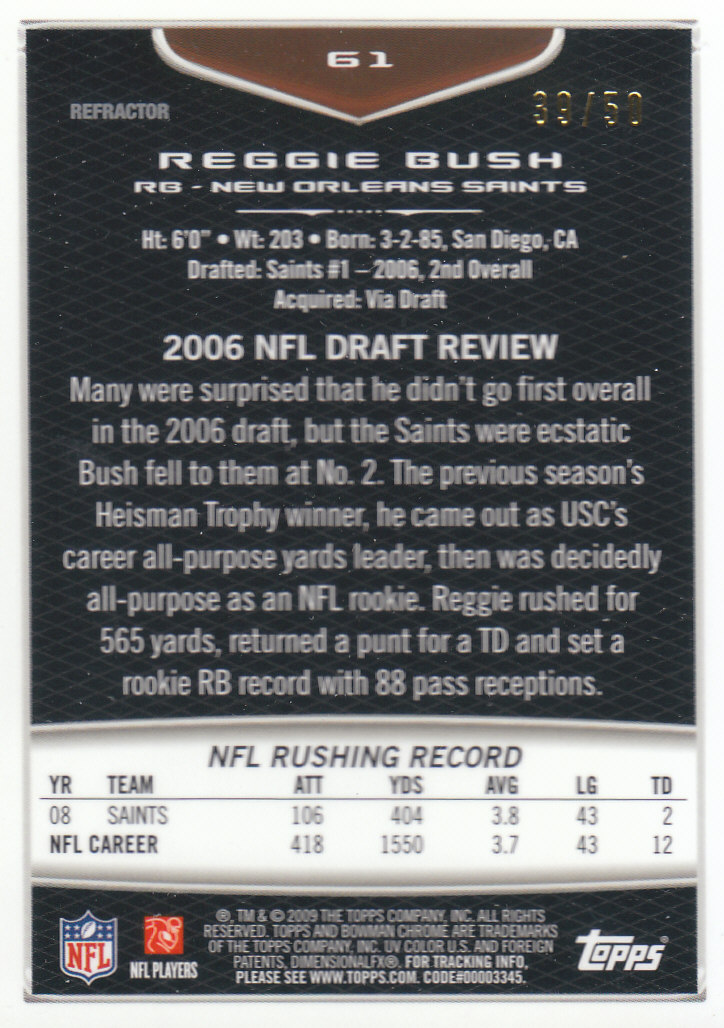 61
REFRACTOR
39/50
REGGIE BUSH
RB - NEW ORLEANS SAINTS
Ht: 6'0" • Wt: 203 • Born: 3-2-85, San Diego, CA
Drafted: Saints #1 – 2006, 2nd Overall
Acquired: Via Draft
2006 NFL DRAFT REVIEW
Many were surprised that he didn't go first overall
in the 2006 draft, but the Saints were ecstatic
Bush fell to them at No. 2. The previous season's
Heisman Trophy winner, he came out as USC's
career all-purpose yards leader, then was decidedly
all-purpose as an NFL rookie. Reggie rushed for
565 yards, returned a punt for a TD and set a
rookie RB record with 88 pass receptions.
NFL RUSHING RECORD
YR TEAM ATT YDS AVG LG TD
08 SAINTS 106 404 3.8 43 2
NFL CAREER 418 1550 3.7 43 12
®, TM & © 2009 THE TOPPS COMPANY, INC. ALL RIGHTS
RESERVED. TOPPS AND BOWMAN CHROME ARE TRADEMARKS
OF THE TOPPS COMPANY, INC. UV COLOR U.S. AND FOREIGN
PATENTS, DIMENSIONALFX®. FOR TRACKING INFO,
PLEASE SEE WWW.TOPPS.COM. CODE#00003345.
NFL
NFL PLAYERS
TOPPS®